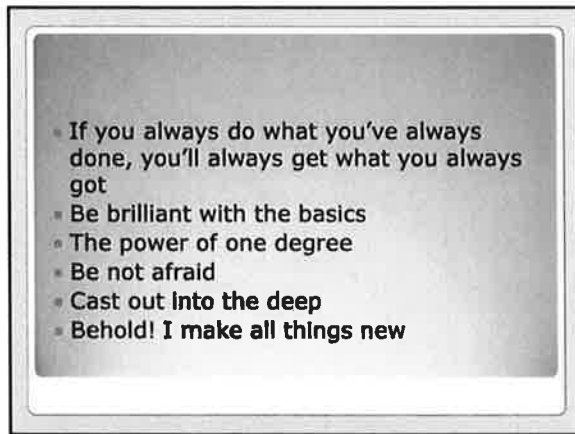 If you always do what you've always
done, you'll always get what you always
got
Be brilliant with the basics
The power of one degree
Be not afraid
Cast out into the deep
Behold! I make all things new